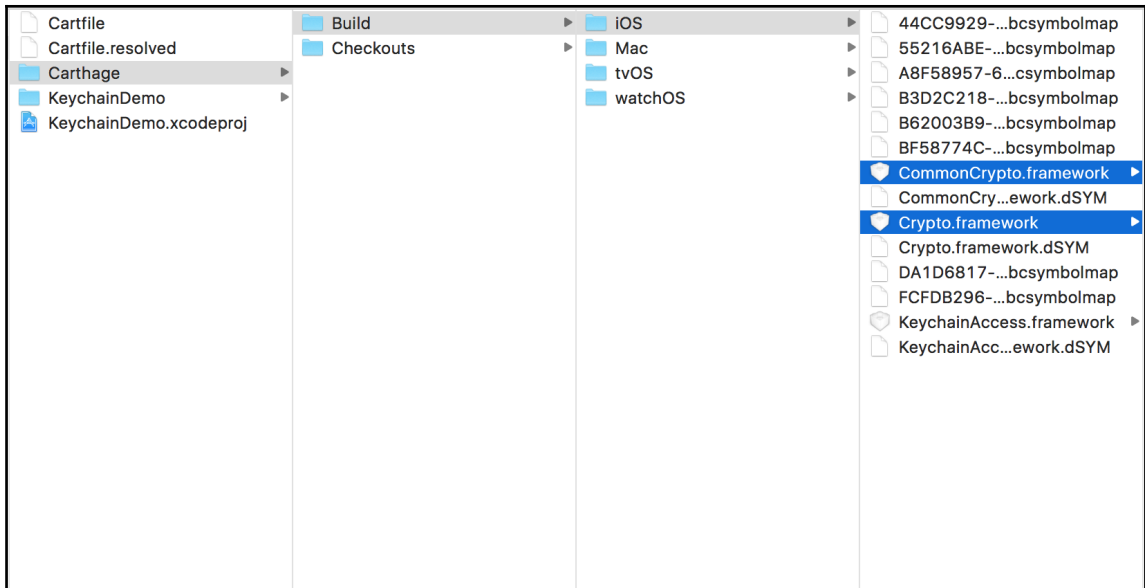 Cartfile
Cartfile.resolved
Carthage
KeychainDemo
KeychainDemo.xcodeproj
Build
Checkouts
iOS
Mac
tvOS
watchOS
44CC9929-...bcsymbolmap
55216ABE-...bcsymbolmap
A8F58957-6...csymbolmap
B3D2C218-...bcsymbolmap
B62003B9-...bcsymbolmap
BF58774C-...bcsymbolmap
CommonCrypto.framework
CommonCry...ework.dSYM
Crypto.framework
Crypto.framework.dSYM
DA1D6817-...bcsymbolmap
FCFDB296-...bcsymbolmap
KeychainAccess.framework
KeychainAcc...ework.dSYM